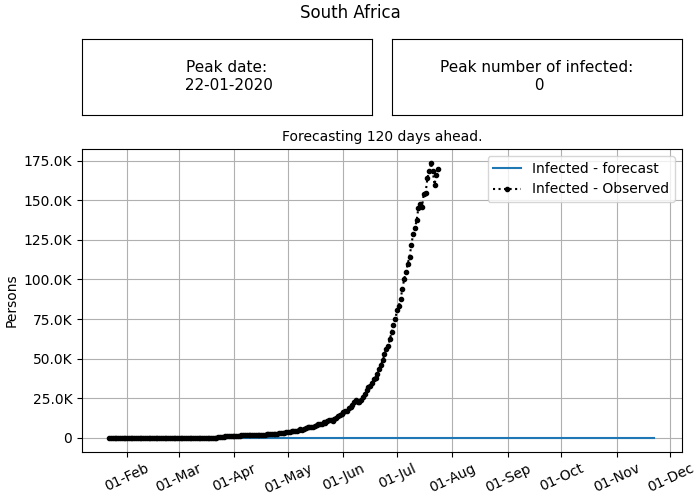 South Africa
Peak date:
22-01-2020
Peak number of infected:
0
Forecasting 120 days ahead.
175.0K
150.0K
125.0K
100.0K
75.0K
50.0K
25.0K
0
Persons
Infected - forecast
Infected - Observed
01-Feb
01-Mar
01-Apr
01-May
01-Jun
01-Jul
01-Aug
01-Sep
01-Oct
01-Nov
01-Dec